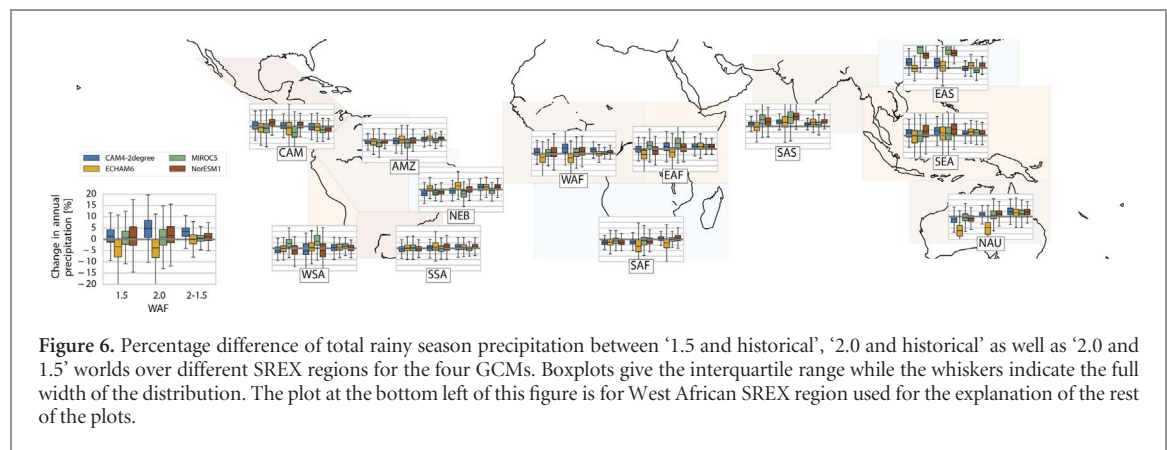 EAS
CAM
AMZ
WAF
EAF
SAS
SEA
CAM4-2degree
MIROC5
ECHAM6
NorESM1
NEB
NAU
WSA
SSA
SAF
Change in annual
precipitation [%]
20
15
10
5
0
−5
−10
−15
−20
1.5
2.0
2-1.5
WAF
Figure 6. Percentage difference of total rainy season precipitation between ‘1.5 and historical’, ‘2.0 and historical’ as well as ‘2.0 and
1.5’ worlds over different SREX regions for the four GCMs. Boxplots give the interquartile range while the whiskers indicate the full
width of the distribution. The plot at the bottom left of this figure is for West African SREX region used for the explanation of the rest
of the plots.